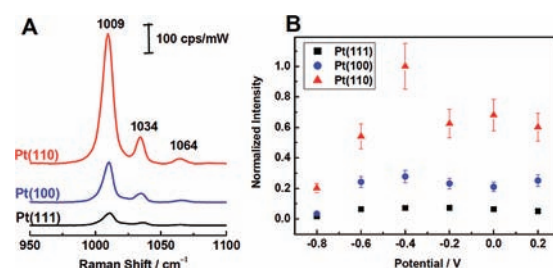 A
1009
100 cps/mW
1034
1064
Pt(110)
Pt(100)
Pt(111)
950 1000 1050 1100
Raman Shift / cm⁻¹
B
Pt(111)
Pt(100)
Pt(110)
Normalized Intensity
1.0
0.8
0.6
0.4
0.2
0.0
-0.8 -0.6 -0.4 -0.2 0.0 0.2
Potential / V